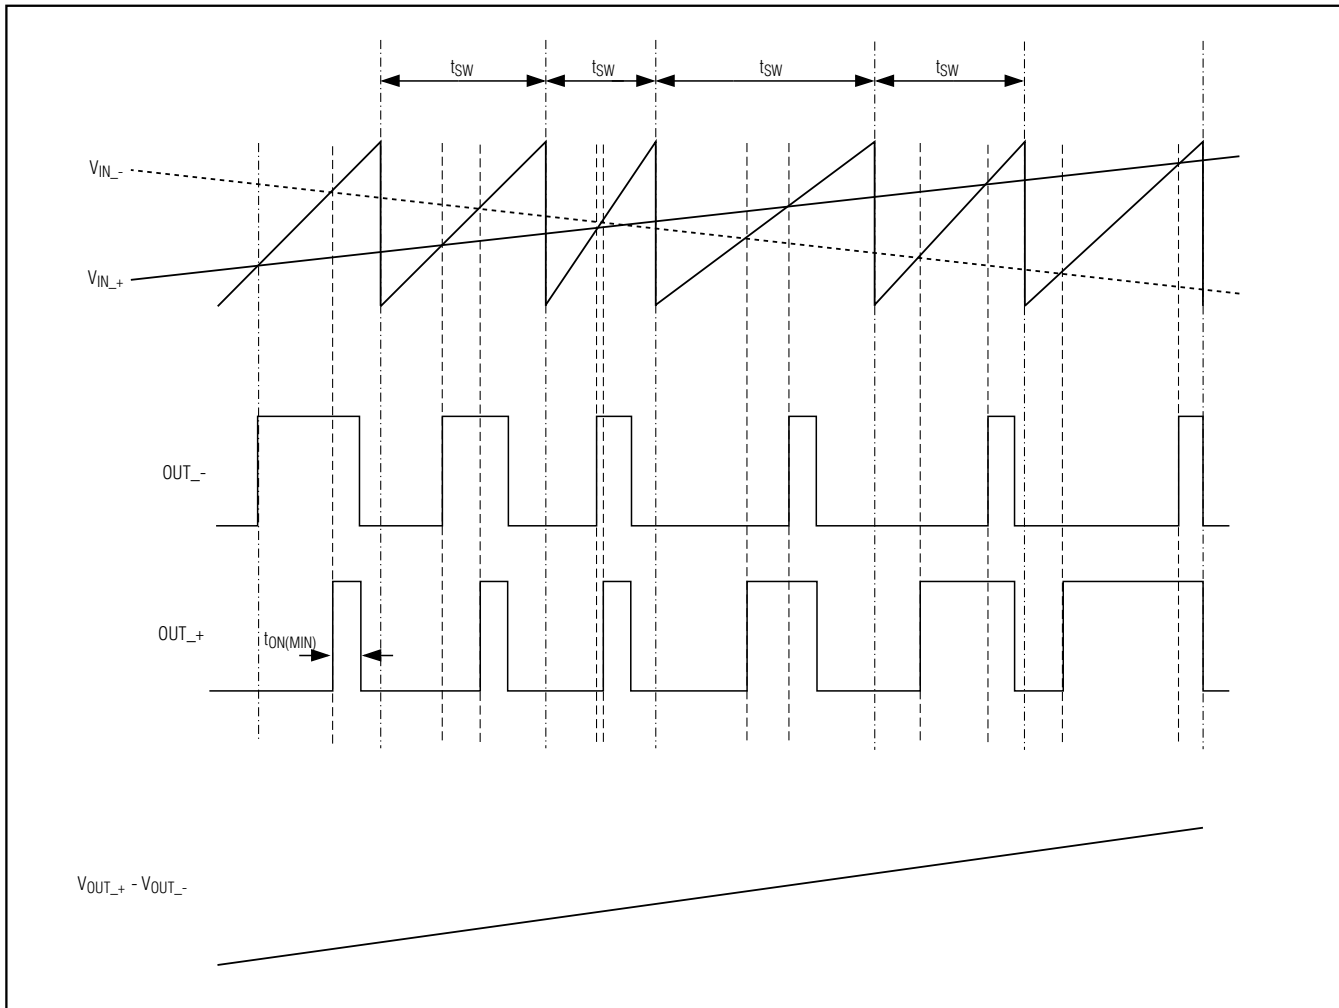 tSW tSW tSW tSW
VIN_-
VIN_+
OUT_-
OUT_+
tON(MIN)
VOUT_+ - VOUT_-